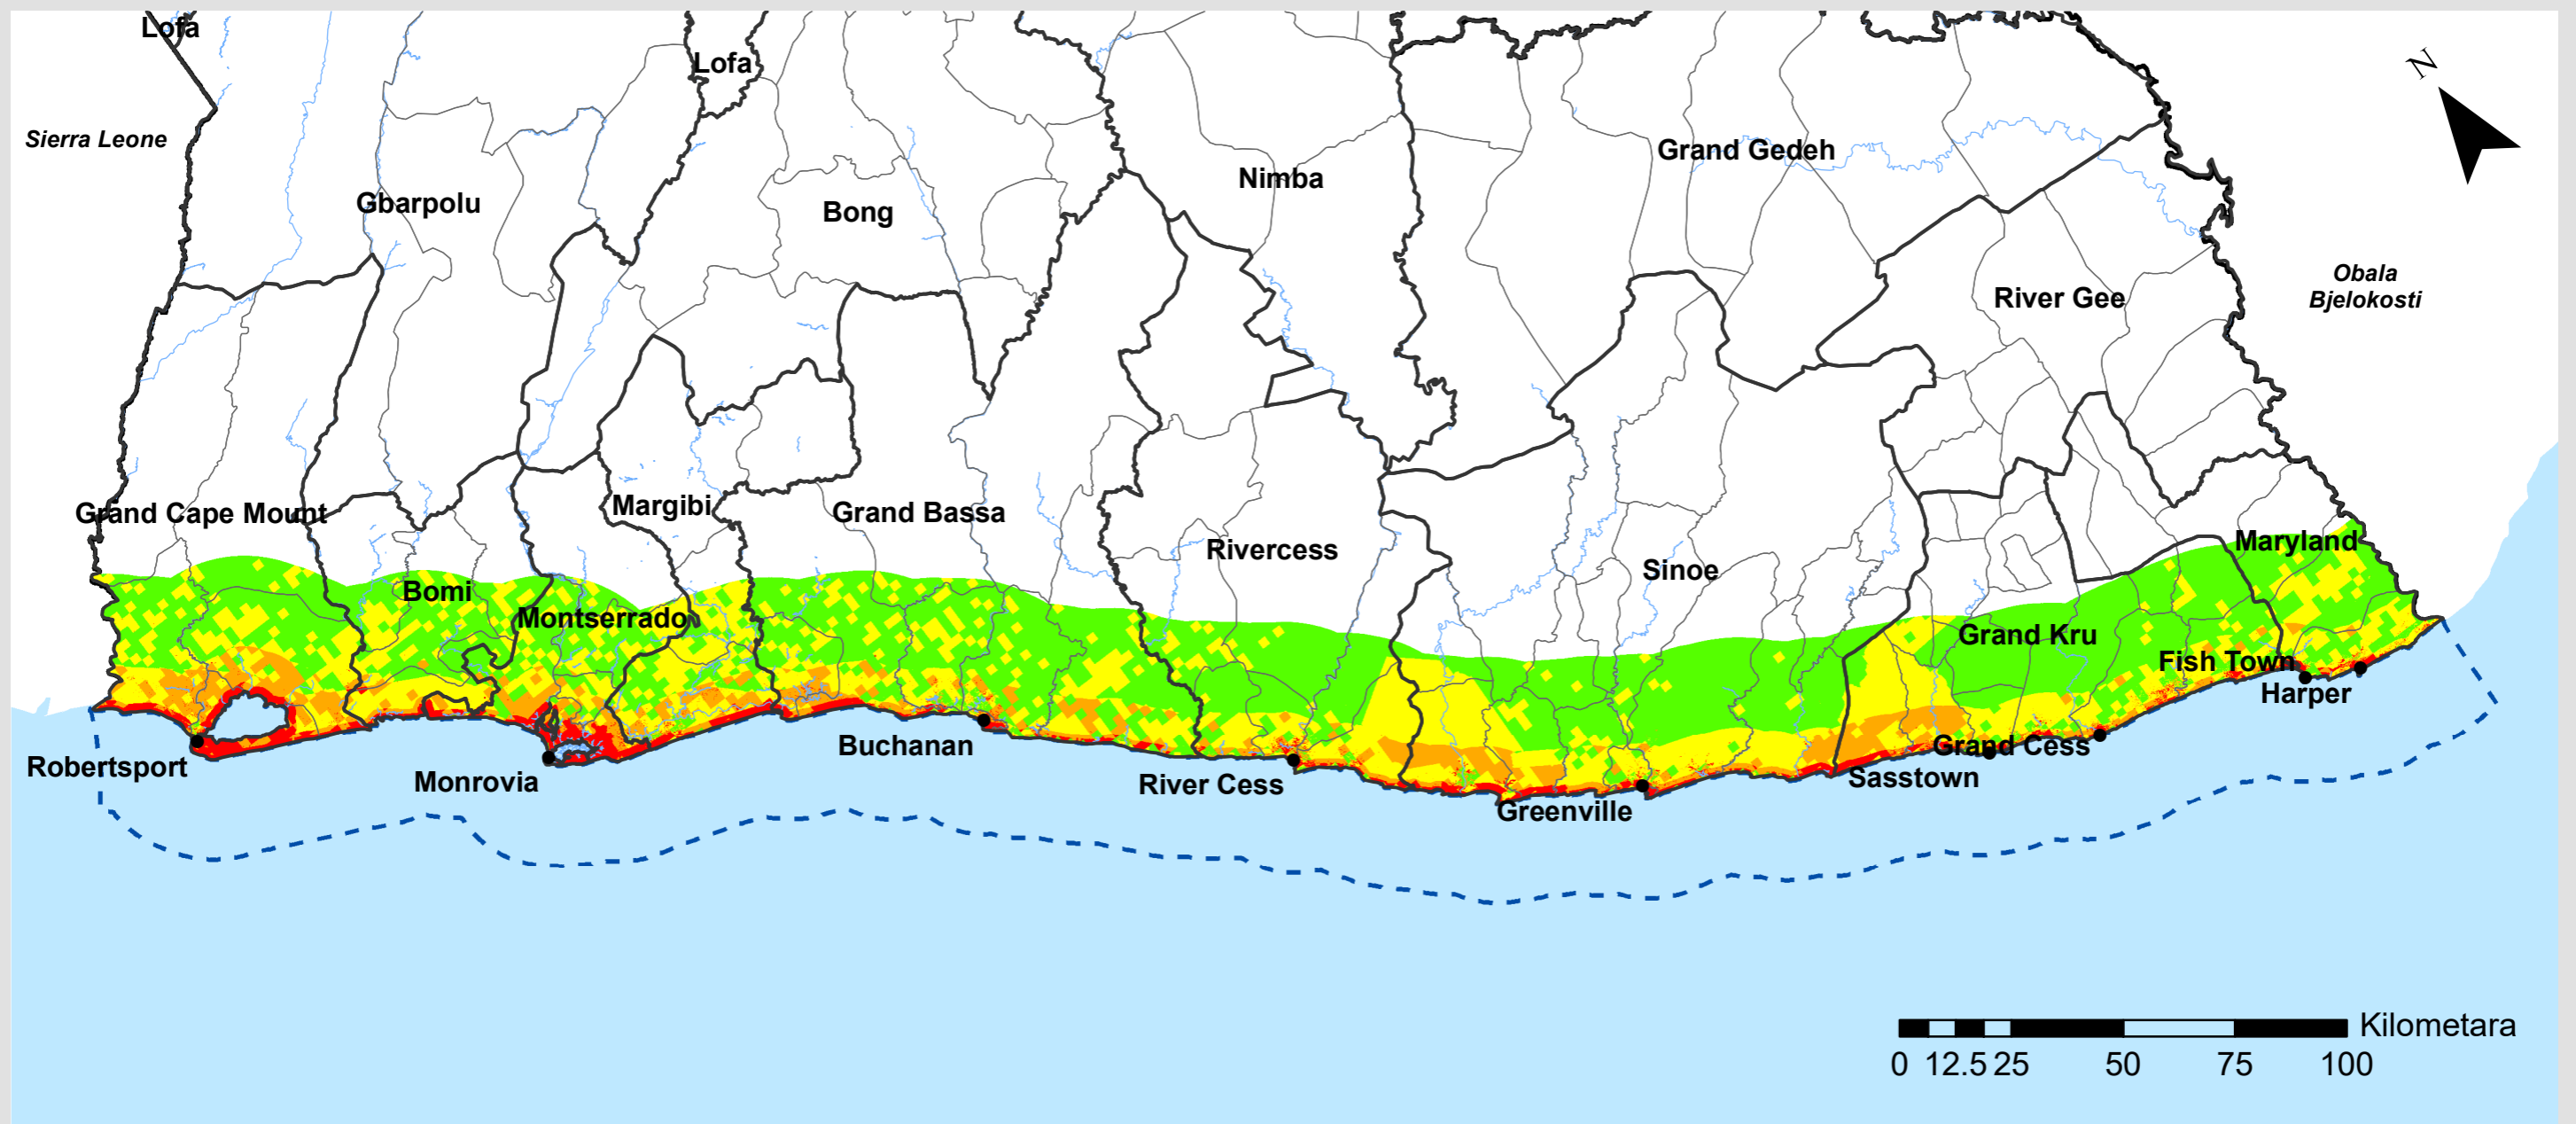 Lofa
Lofa
N
Sierra Leone
Grand Gedeh
Nimba
Gbarpolu
Bong
River Gee
Obala
Bjelokosti
Grand Cape Mount
Margibi
Grand Bassa
Rivercess
Maryland
Sinoe
Bomi
Montserrado
Grand Kru
Fish Town
Harper
Robertsport
Monrovia
Buchanan
River Cess
Grand Cess
Sasstown
Greenville
Kilometara
0 12.5 25 50 75 100